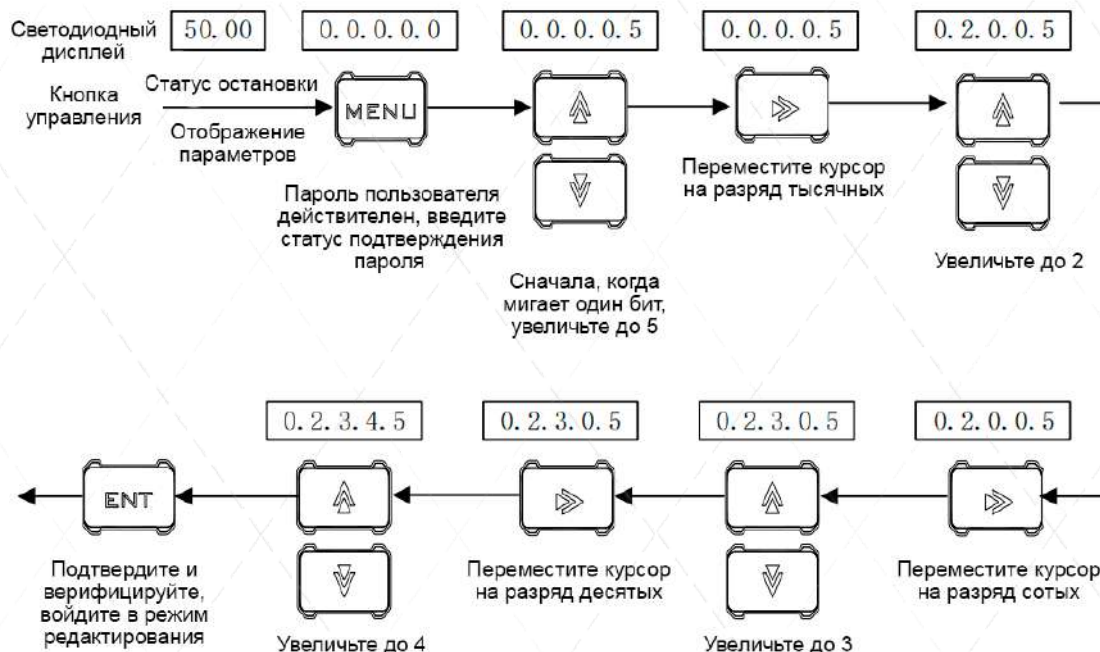 Светодиодный
дисплей
50.00
0.0.0.0.0
0.0.0.0.5
0.0.0.0.5
0.2.0.0.5
Кнопка
управления
Статус остановки
Отображение
параметров
MENU
Пароль пользователя
действителен, введите
статус подтверждения
пароля
Сначала, когда
мигает один бит,
увеличьте до 5
Переместите курсор
на разряд тысячных
Увеличьте до 2
0.2.3.4.5
0.2.3.0.5
0.2.3.0.5
0.2.0.0.5
ENT
Подтвердите и
верифицируйте,
войдите в режим
редактирования
Увеличьте до 4
Переместите курсор
на разряд десятых
Увеличьте до 3
Переместите курсор
на разряд сотых